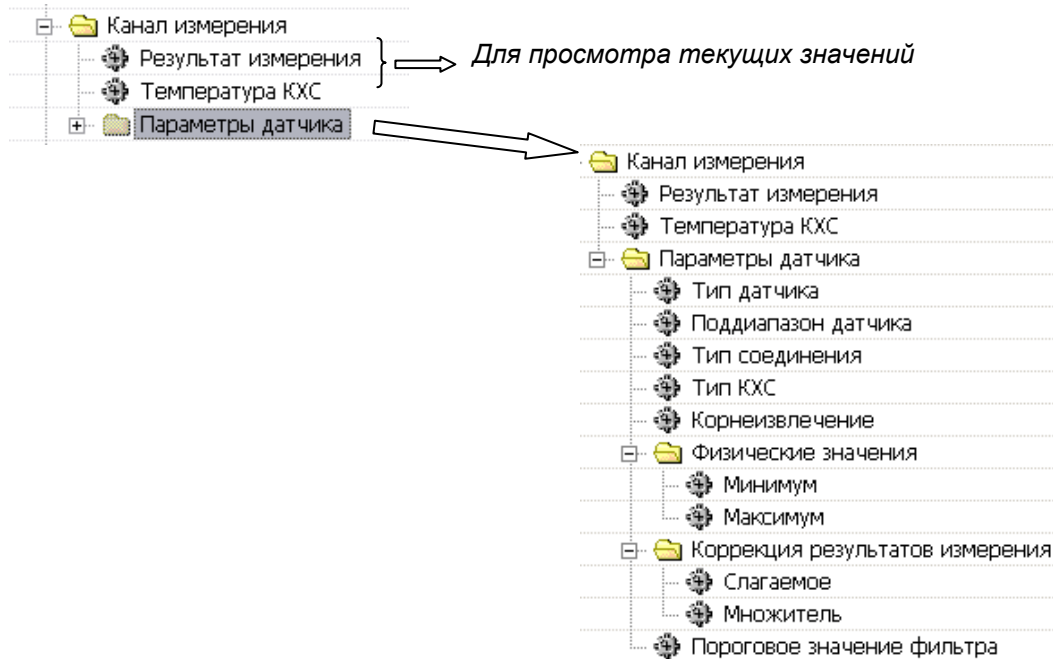 Канал измерения
Результат измерения
Для просмотра текущих значений
Температура КХС
Параметры датчика
Канал измерения
Результат измерения
Температура КХС
Параметры датчика
Тип датчика
Поддиапазон датчика
Тип соединения
Тип КХС
Корнеизвлечение
Физические значения
Минимум
Максимум
Коррекция результатов измерения
Слагаемое
Множитель
Пороговое значение фильтра